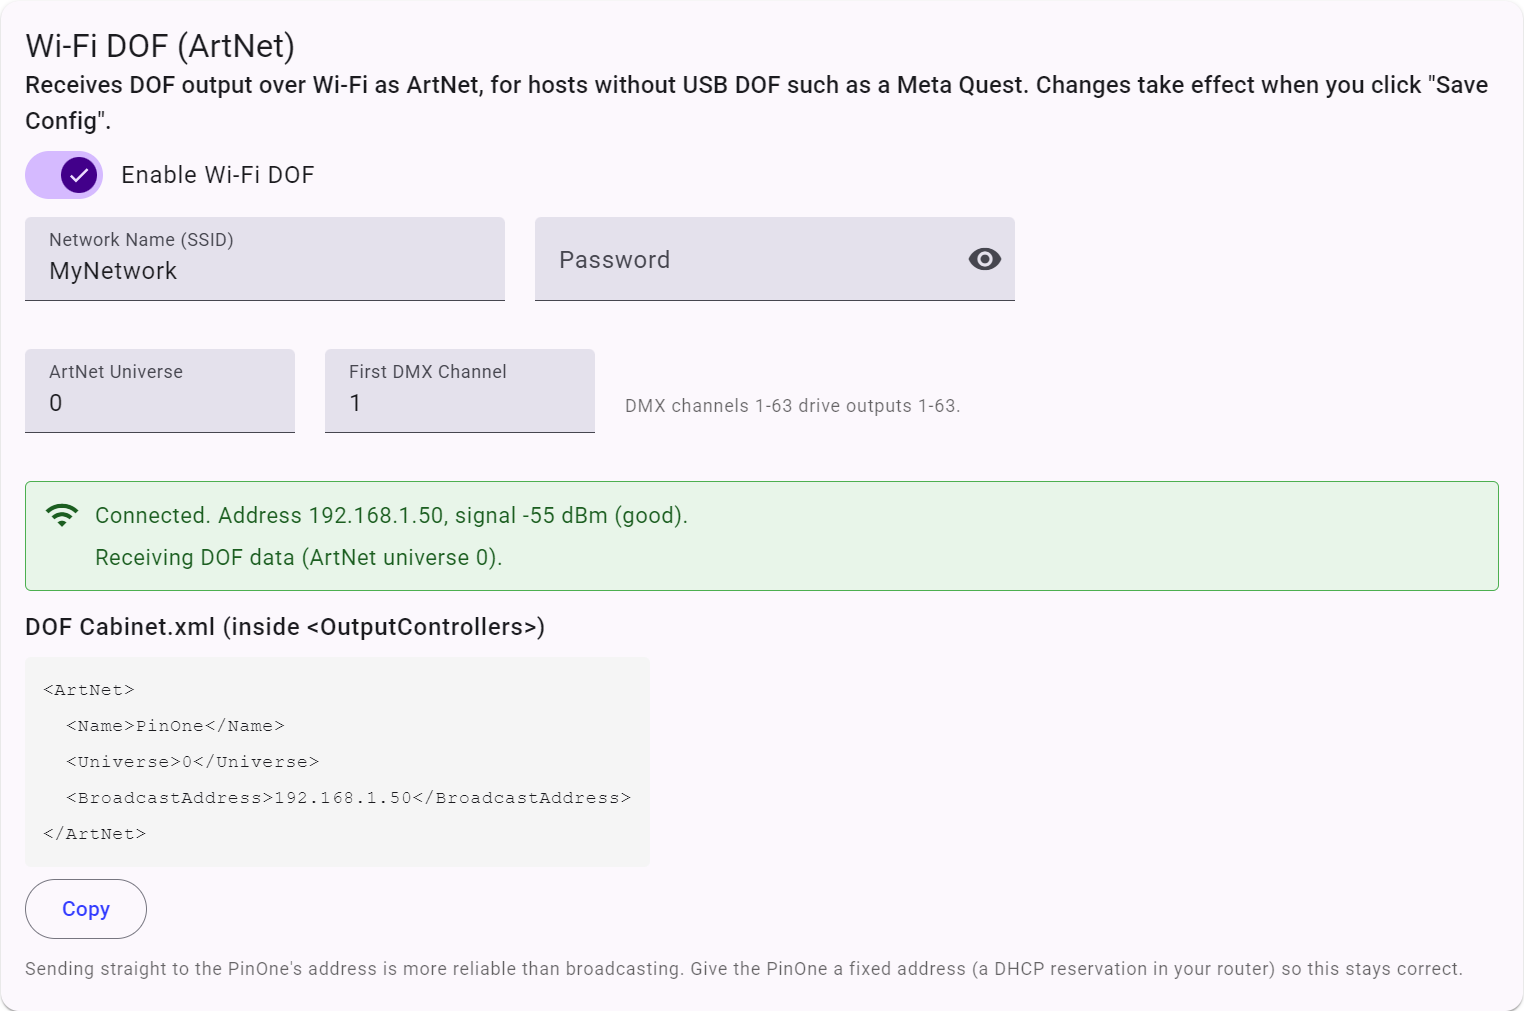 Wi-Fi DOF (ArtNet)
Receives DOF output over Wi-Fi as ArtNet, for hosts without USB DOF such as a Meta Quest. Changes take effect when you click "Save
Config".
Enable Wi-Fi DOF
Network Name (SSID)
MyNetwork
Password
ArtNet Universe
0
First DMX Channel
1
DMX channels 1-63 drive outputs 1-63.
Connected. Address 192.168.1.50, signal -55 dBm (good).
Receiving DOF data (ArtNet universe 0).
DOF Cabinet.xml (inside <OutputControllers>)
<ArtNet>
  <Name>PinOne</Name>
  <Universe>0</Universe>
  <BroadcastAddress>192.168.1.50</BroadcastAddress>
</ArtNet>
Copy
Sending straight to the PinOne's address is more reliable than broadcasting. Give the PinOne a fixed address (a DHCP reservation in your router) so this stays correct.